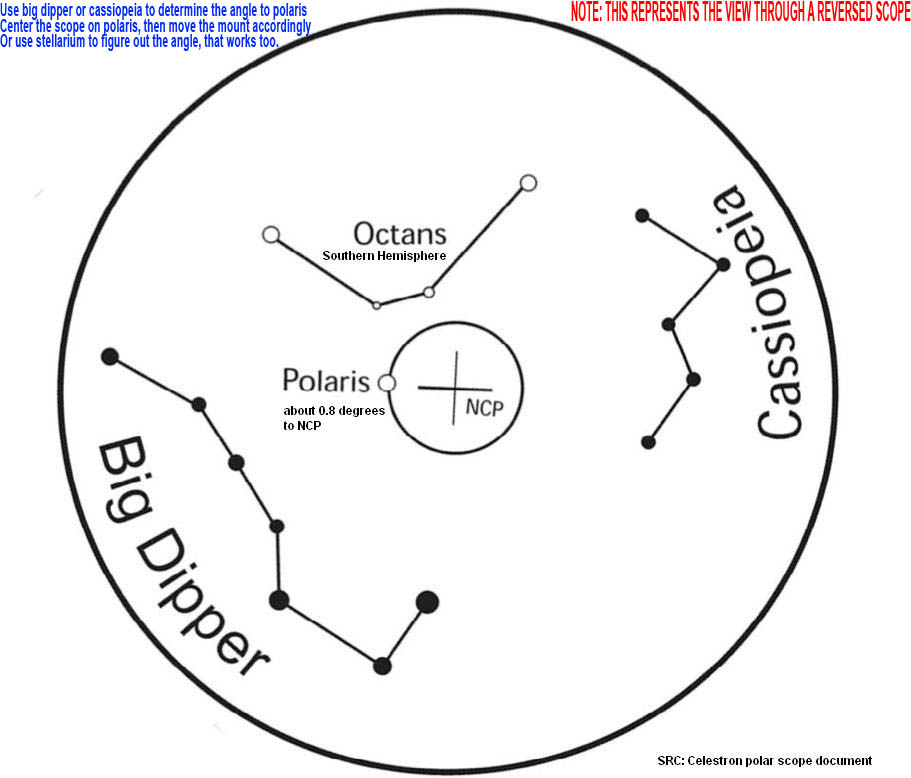 Use big dipper or cassiopeia to determine the angle to polaris
Center the scope on polaris, then move the mount accordingly
Or use stellarium to figure out the angle, that works too.
NOTE: THIS REPRESENTS THE VIEW THROUGH A REVERSED SCOPE
Octans
Southern Hemisphere
Cassiopeia
Polaris
about 0.8 degrees
to NCP
NCP
Big Dipper
SRC: Celestron polar scope document